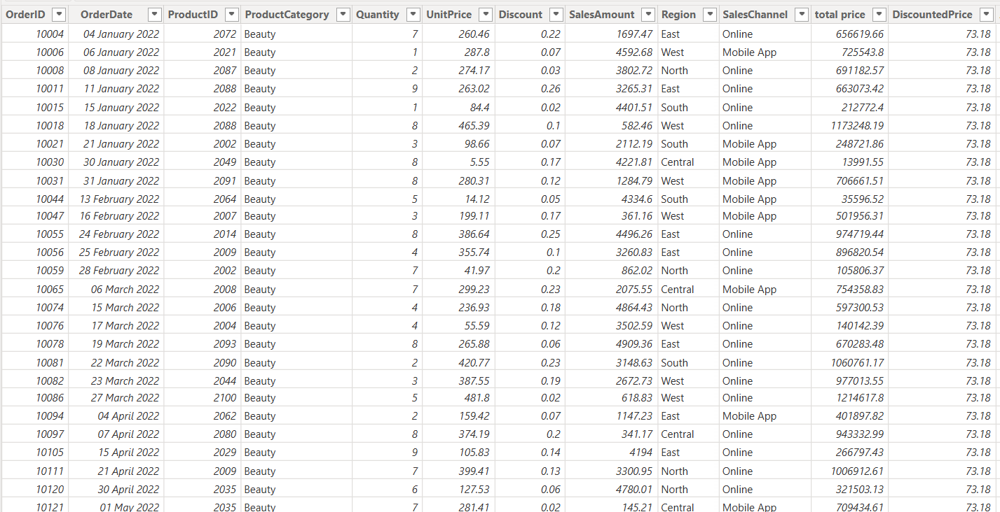 OrderID OrderDate ProductID ProductCategory Quantity UnitPrice Discount SalesAmount Region SalesChannel total price DiscountedPrice
10004 04 January 2022 2072 Beauty 7 260.46 0.22 1697.47 East Online 656619.66 73.18
10006 06 January 2022 2021 Beauty 1 287.8 0.07 4592.68 West Mobile App 725543.8 73.18
10008 08 January 2022 2087 Beauty 2 274.17 0.03 3802.72 North Online 691182.57 73.18
10011 11 January 2022 2088 Beauty 9 263.02 0.26 3265.31 East Online 663073.42 73.18
10015 15 January 2022 2022 Beauty 1 84.4 0.02 4401.51 South Online 212772.4 73.18
10018 18 January 2022 2088 Beauty 8 465.39 0.1 582.46 West Online 1173248.19 73.18
10021 21 January 2022 2002 Beauty 3 98.66 0.07 2112.19 South Mobile App 248721.86 73.18
10030 30 January 2022 2049 Beauty 8 5.55 0.17 4221.81 Central Mobile App 13991.55 73.18
10031 31 January 2022 2091 Beauty 8 280.31 0.12 1284.79 West Mobile App 706661.51 73.18
10044 13 February 2022 2064 Beauty 5 14.12 0.05 4334.6 South Mobile App 35596.52 73.18
10047 16 February 2022 2007 Beauty 3 199.11 0.17 361.16 West Mobile App 501956.31 73.18
10055 24 February 2022 2014 Beauty 8 386.64 0.25 4496.26 East Online 974719.44 73.18
10056 25 February 2022 2009 Beauty 4 355.74 0.1 3260.83 East Online 896820.54 73.18
10059 28 February 2022 2002 Beauty 7 41.97 0.2 862.02 North Online 105806.37 73.18
10065 06 March 2022 2008 Beauty 7 299.23 0.23 2075.55 Central Mobile App 754358.83 73.18
10074 15 March 2022 2006 Beauty 4 236.93 0.18 4864.43 North Online 597300.53 73.18
10076 17 March 2022 2004 Beauty 4 55.59 0.12 3502.59 West Online 140142.39 73.18
10078 19 March 2022 2093 Beauty 8 265.88 0.06 4909.36 East Online 670283.48 73.18
10081 22 March 2022 2090 Beauty 2 420.77 0.23 3148.63 South Online 1060761.17 73.18
10082 23 March 2022 2044 Beauty 3 387.55 0.19 2672.73 West Online 977013.55 73.18
10086 27 March 2022 2100 Beauty 5 481.8 0.02 618.83 West Online 1214617.8 73.18
10094 04 April 2022 2062 Beauty 2 159.42 0.07 1147.23 East Mobile App 401897.82 73.18
10097 07 April 2022 2080 Beauty 8 374.19 0.2 341.17 Central Online 943332.99 73.18
10105 15 April 2022 2029 Beauty 9 105.83 0.14 4194 East Online 266797.43 73.18
10111 21 April 2022 2009 Beauty 7 399.41 0.13 3300.95 North Online 1006912.61 73.18
10120 30 April 2022 2035 Beauty 6 127.53 0.06 4780.01 North Online 321503.13 73.18
10121 01 May 2022 2035 Beauty 7 281.41 0.02 145.21 Central Mobile App 709434.61 73.18